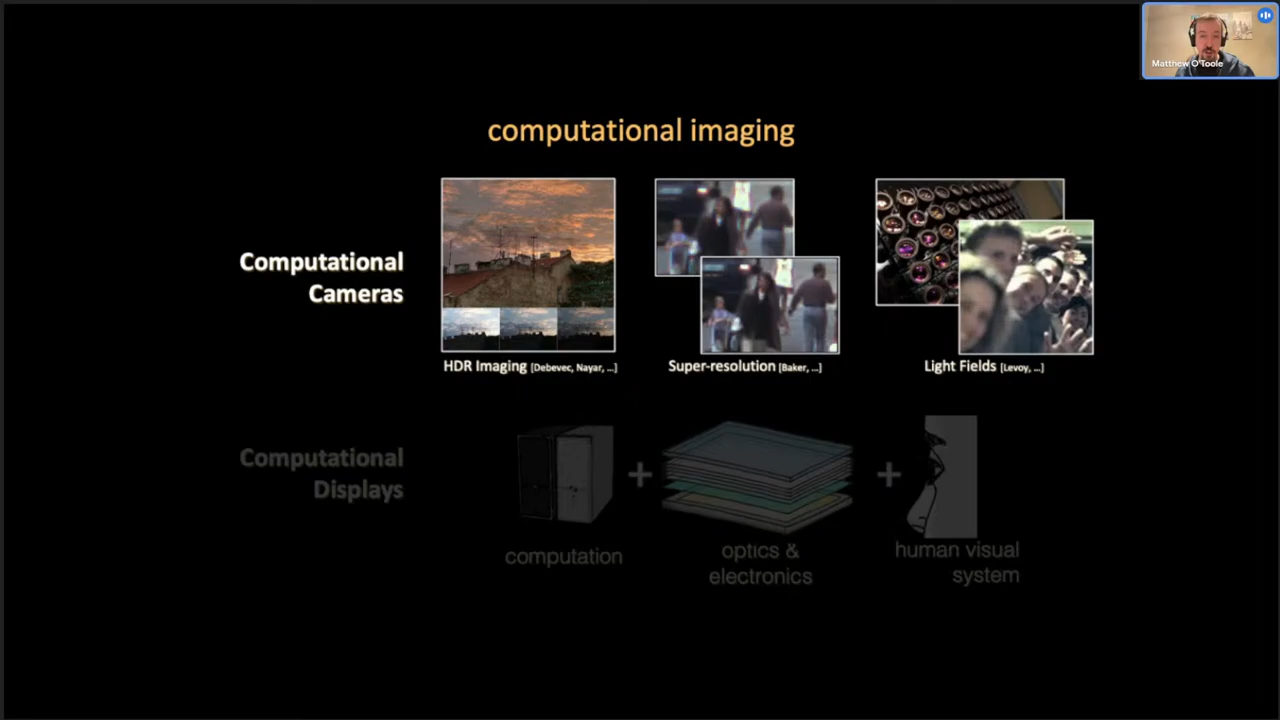 Matthew O'Toole
computational imaging
Computational
Cameras
HDR Imaging [Debevec, Nayar, ...]
Super-resolution [Baker, ...]
Light Fields [Levoy, ...]
Computational
Displays
+
+
computation
optics &
electronics
human visual
system